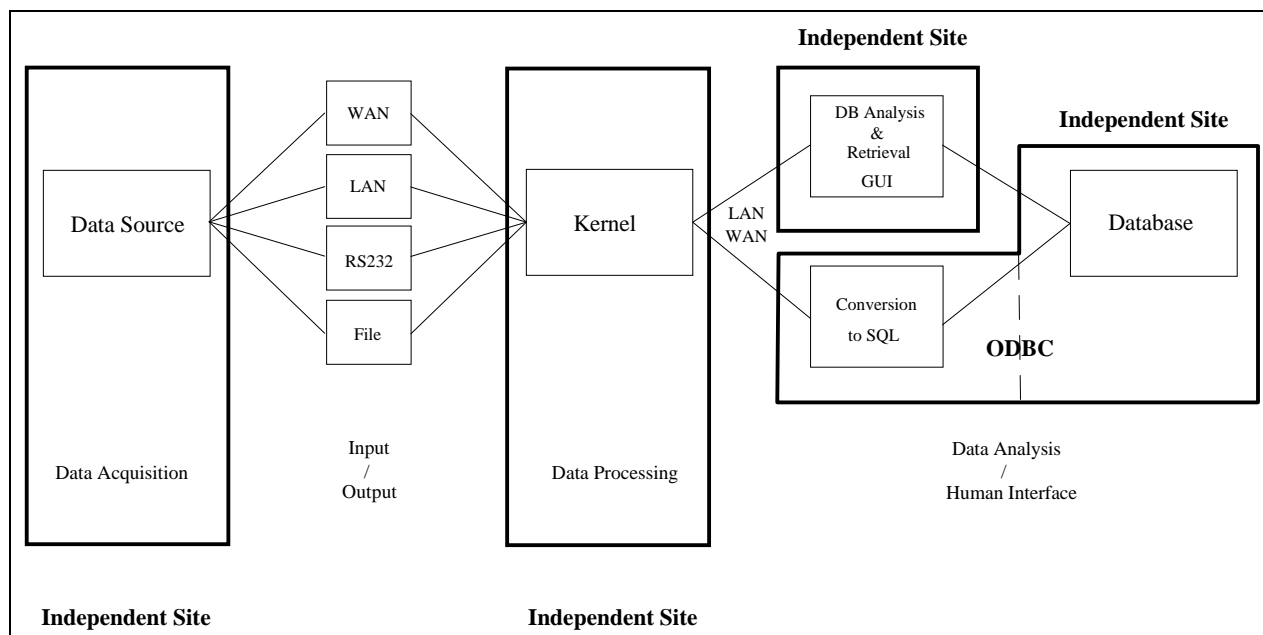 Independent Site
Independent Site
WAN
LAN
RS232
File
Data Source
Kernel
DB Analysis
&
Retrieval
GUI
LAN
WAN
Database
Conversion
to SQL
ODBC
Data Acquisition
Input
/
Output
Data Processing
Data Analysis
/
Human Interface
Independent Site
Independent Site